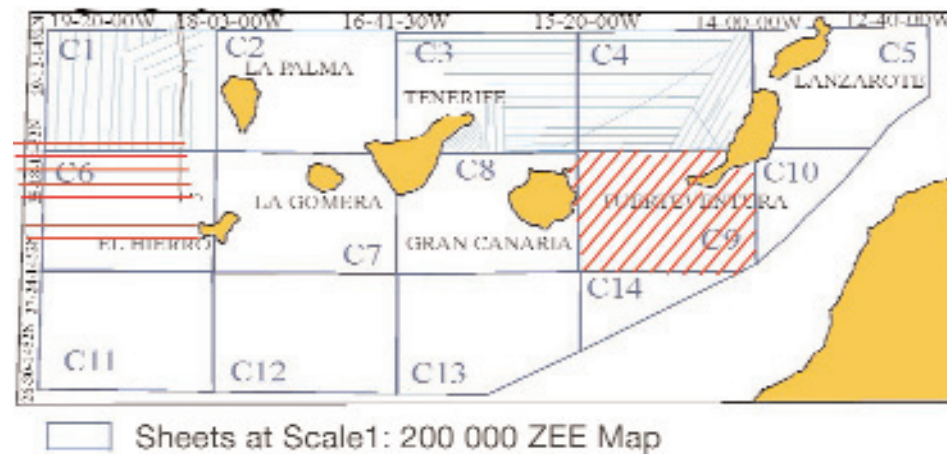 19-20-00W 18-03-00W 16-41-30W 15-20-00W 14-00-00W 12-40-00W
C1 C2 C3 C4 C5
LA PALMA
LANZAROTE
TENERIFE
C6 C8 C10
LA GOMERA
FUERTEVENTURA
EL HIERRO C7 GRAN CANARIA C9
C14
C11 C12 C13
Sheets at Scale1: 200 000 ZEE Map